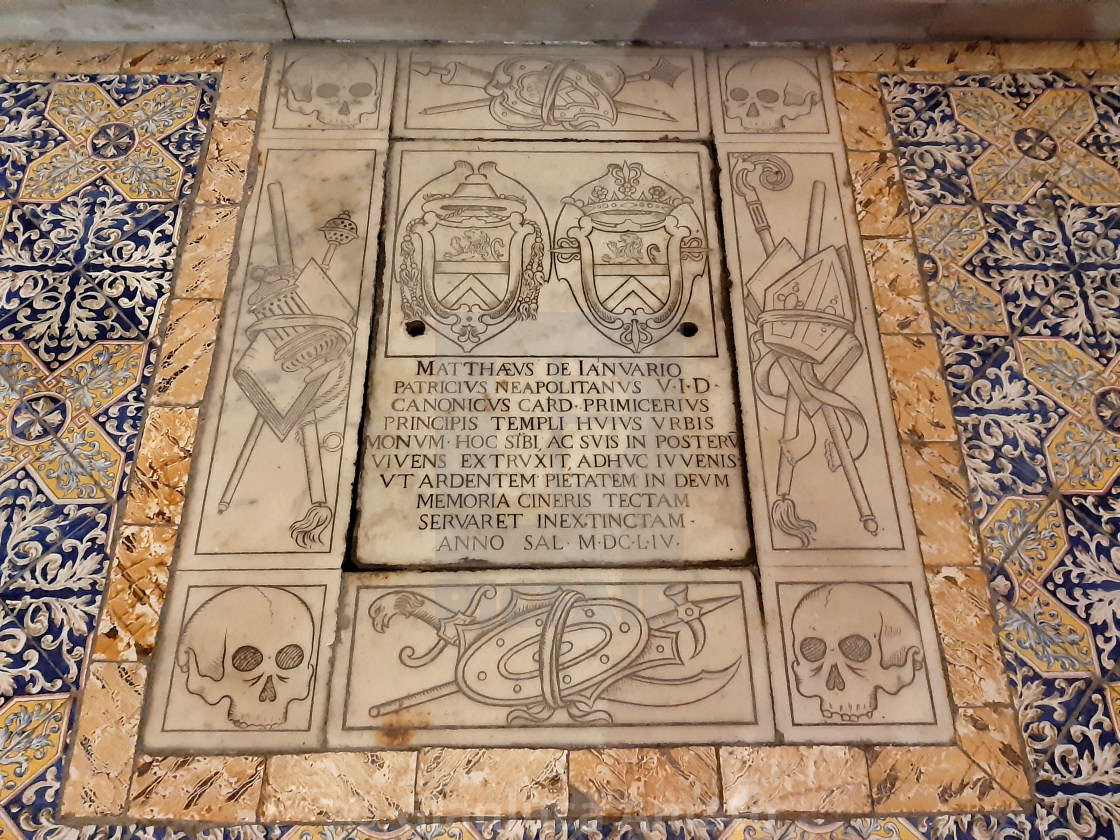 MATTHÆVS DE IANVARIO
PATRICIVS NEAPOLITANVS V·I·D·
CANONICVS CARD· PRIMICERIVS
PRINCIPIS TEMPLI HVIVS VRBIS
MONVM· HOC SIBI, AC SVIS IN POSTERV̄
VIVENS EXTRVXIT, ADHVC IVVENIS·
VT ARDENTEM PIETATEM IN DEVM
MEMORIA CINERIS TECTAM
SERVARET INEXTINCTAM·
ANNO SAL· M·DC·LIV·